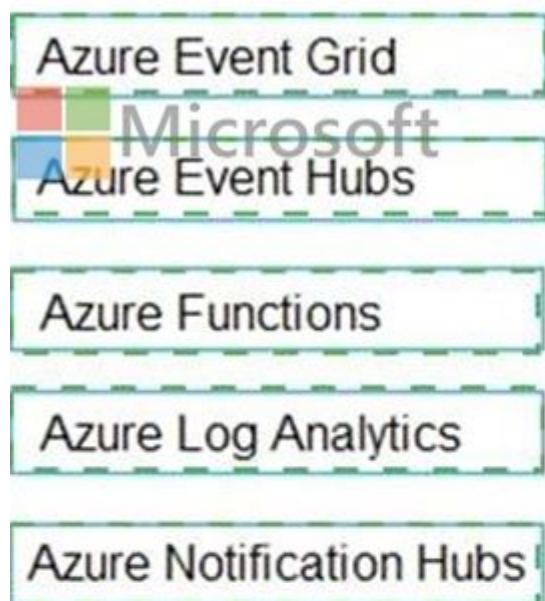 Azure Event Grid
Microsoft
Azure Event Hubs
Azure Functions
Azure Log Analytics
Azure Notification Hubs